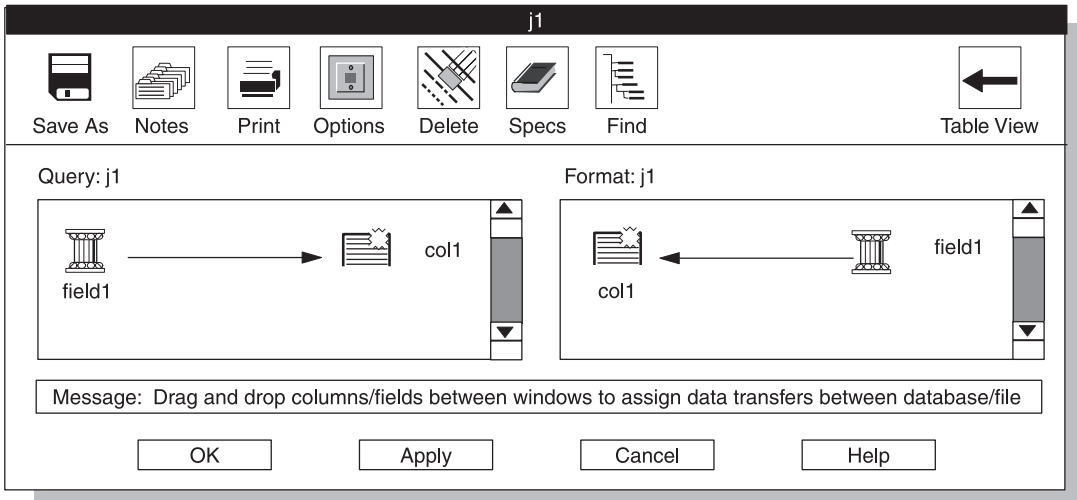 j1
Save As Notes Print Options Delete Specs Find Table View
Query: j1 Format: j1
col1 field1
field1 col1
Message: Drag and drop columns/fields between windows to assign data transfers between database/file
OK Apply Cancel Help